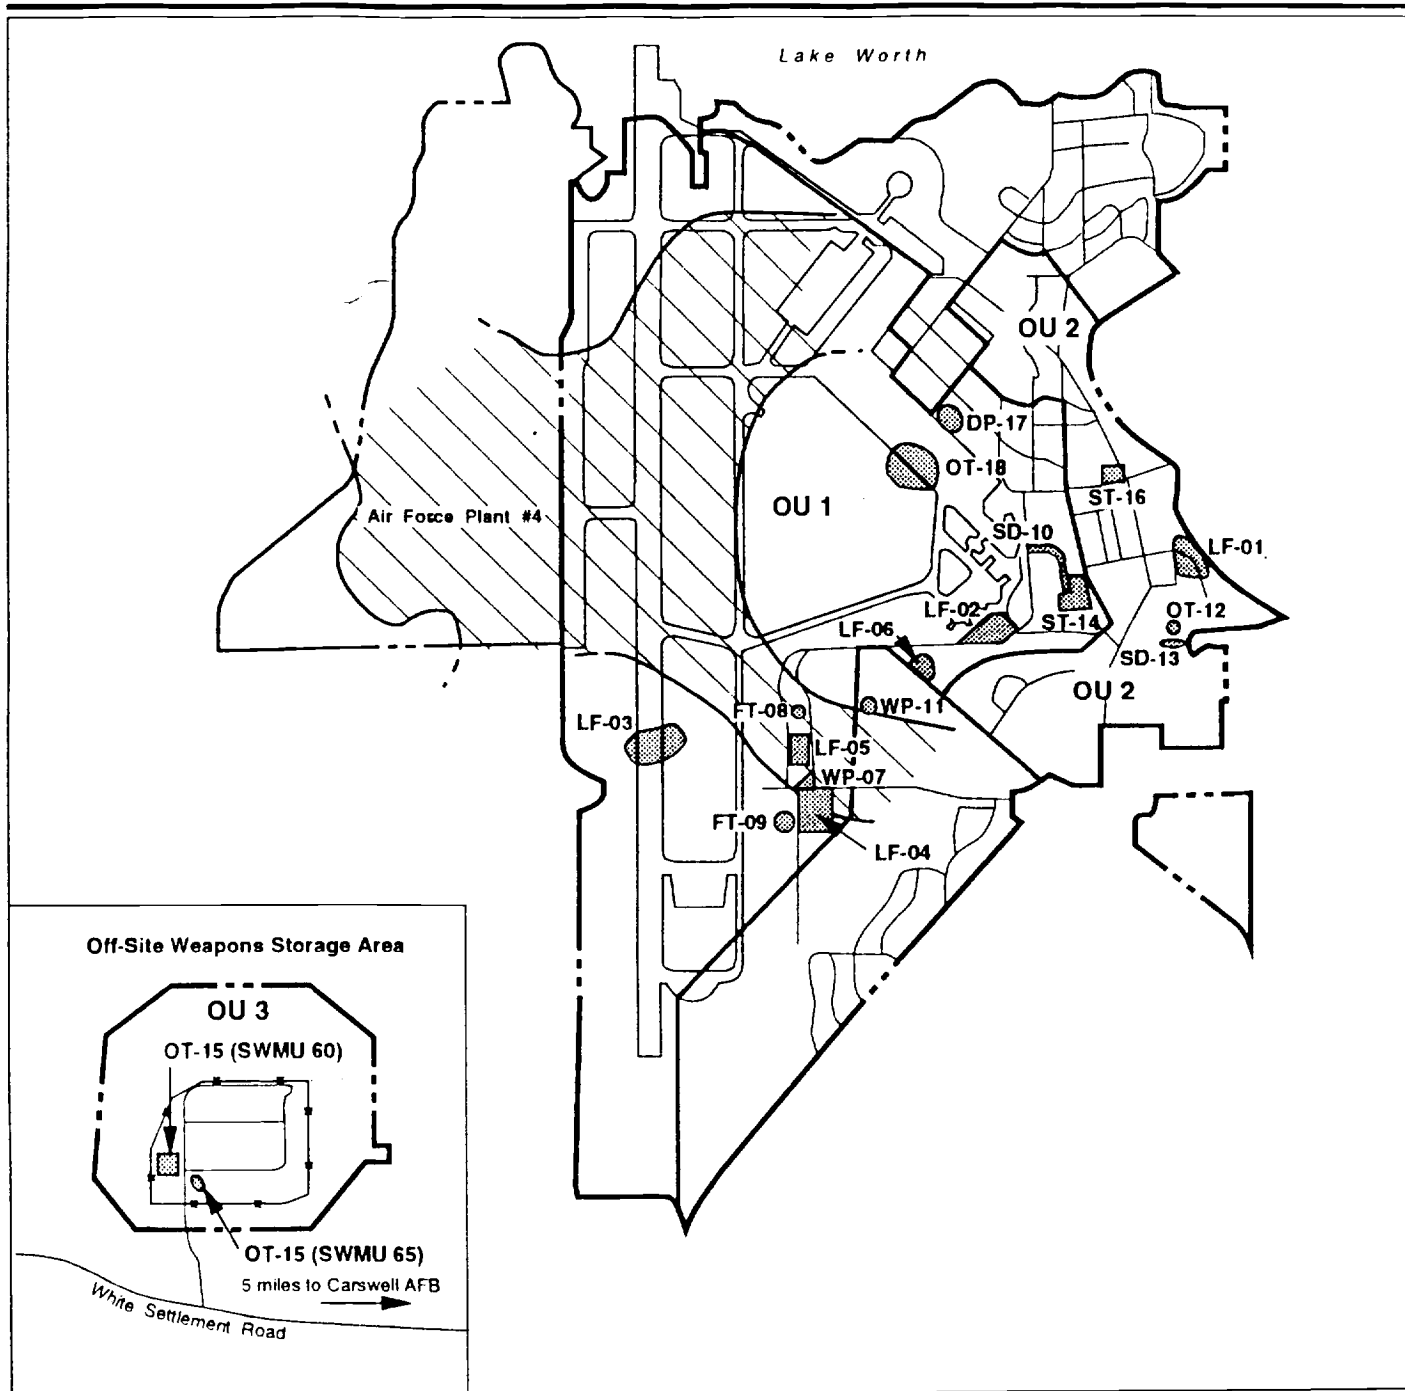 Lake Worth
OU 2
DP-17
OT-18
ST-16
OU 1
Air Force Plant #4
SD-10
LF-01
LF-02
OT-12
ST-14
LF-06
SD-13
OU 2
WP-11
FT-08
LF-03
LF-05
WP-07
FT-09
LF-04
Off-Site Weapons Storage Area
OU 3
OT-15 (SWMU 60)
OT-15 (SWMU 65)
5 miles to Carswell AFB
White Settlement Road